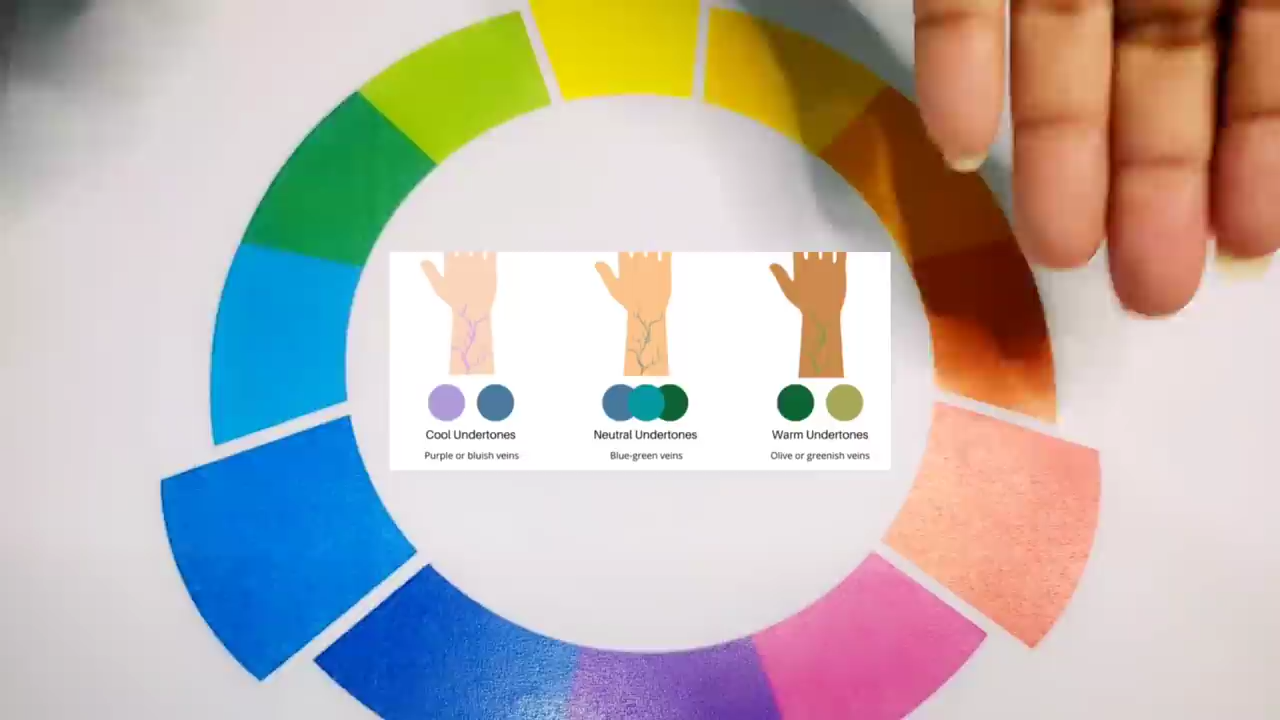 Cool Undertones
Purple or bluish veins
Neutral Undertones
Blue-green veins
Warm Undertones
Olive or greenish veins